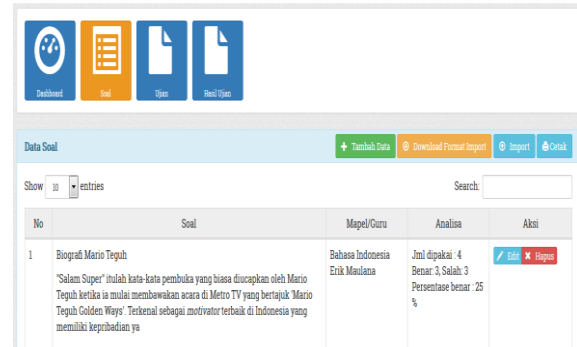 Dashboard
Soal
Ujian
Hasil Ujian
Data Soal
Tambah Data
Download Format Import
Import
Cetak
Show 10 entries
Search:
No Soal Mapel/Guru Analisa Aksi
1 Biografi Mario Teguh Bahasa Indonesia Jml dipakai : 4 Edit Hapus
Erik Maulana Benar: 3, Salah: 3
"Salam Super" itulah kata-kata pembuka yang biasa diucapkan oleh Mario Persentase benar : 25
Teguh ketika ia mulai membawakan acara di Metro TV yang bertajuk 'Mario %
Teguh Golden Ways'. Terkenal sebagai motivator terbaik di Indonesia yang
memiliki kepribadian ya